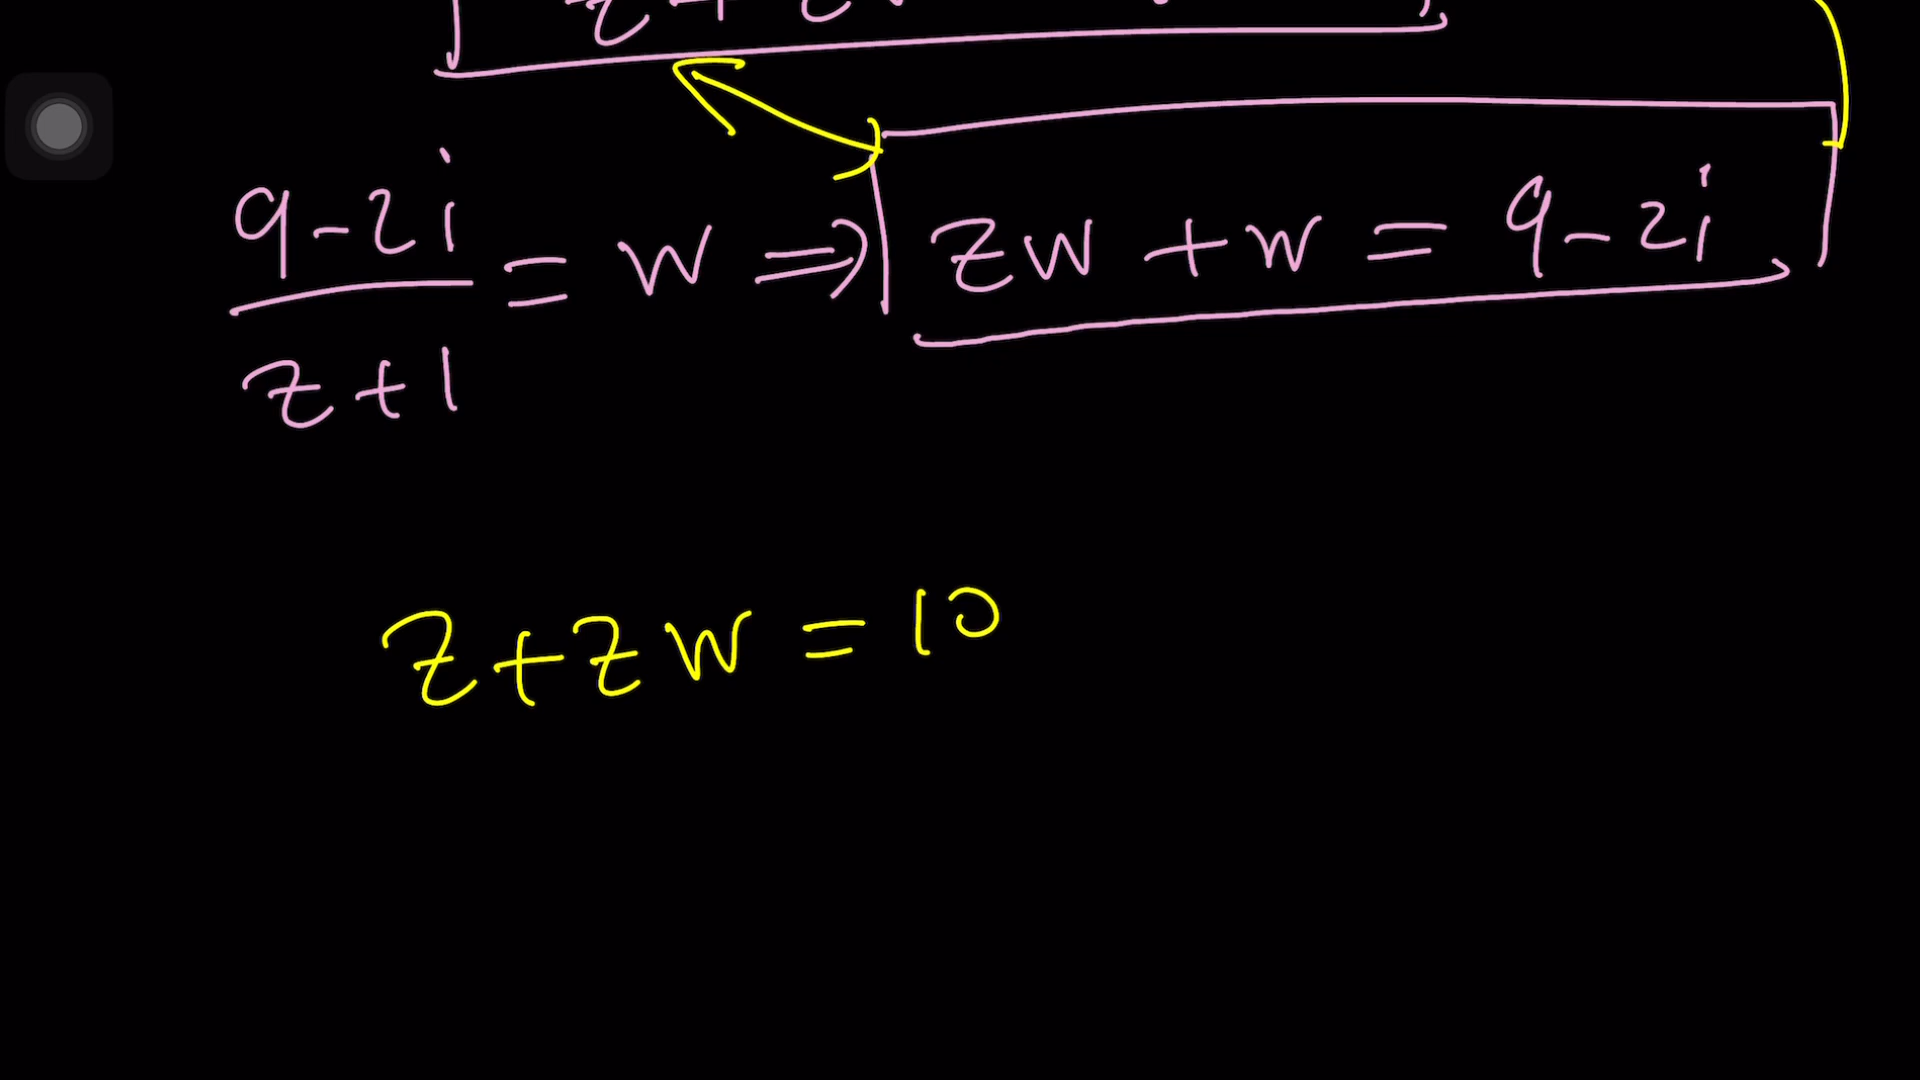 z + z
9-2i / z+1 = w ⇒ zw + w = 9-2i
z + zw = 10